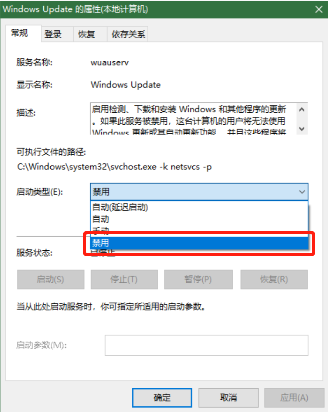 Windows Update 的属性(本地计算机)
常规 登录 恢复 依存关系
服务名称: wuauserv
显示名称: Windows Update
描述: 启用检测、下载和安装 Windows 和其他程序的更新
。如果此服务被禁用，这台计算机的用户将无法使用
Windows 更新或其自动更新功能，并且这些程序将
可执行文件的路径:
C:\Windows\system32\svchost.exe -k netsvcs -p
启动类型(E): 禁用
自动(延迟启动)
自动
手动
禁用
服务状态: 已停止
启动(S) 停止(T) 暂停(P) 恢复(R)
当从此处启动服务时，你可指定所适用的启动参数。
启动参数(M):
确定 取消 应用(A)